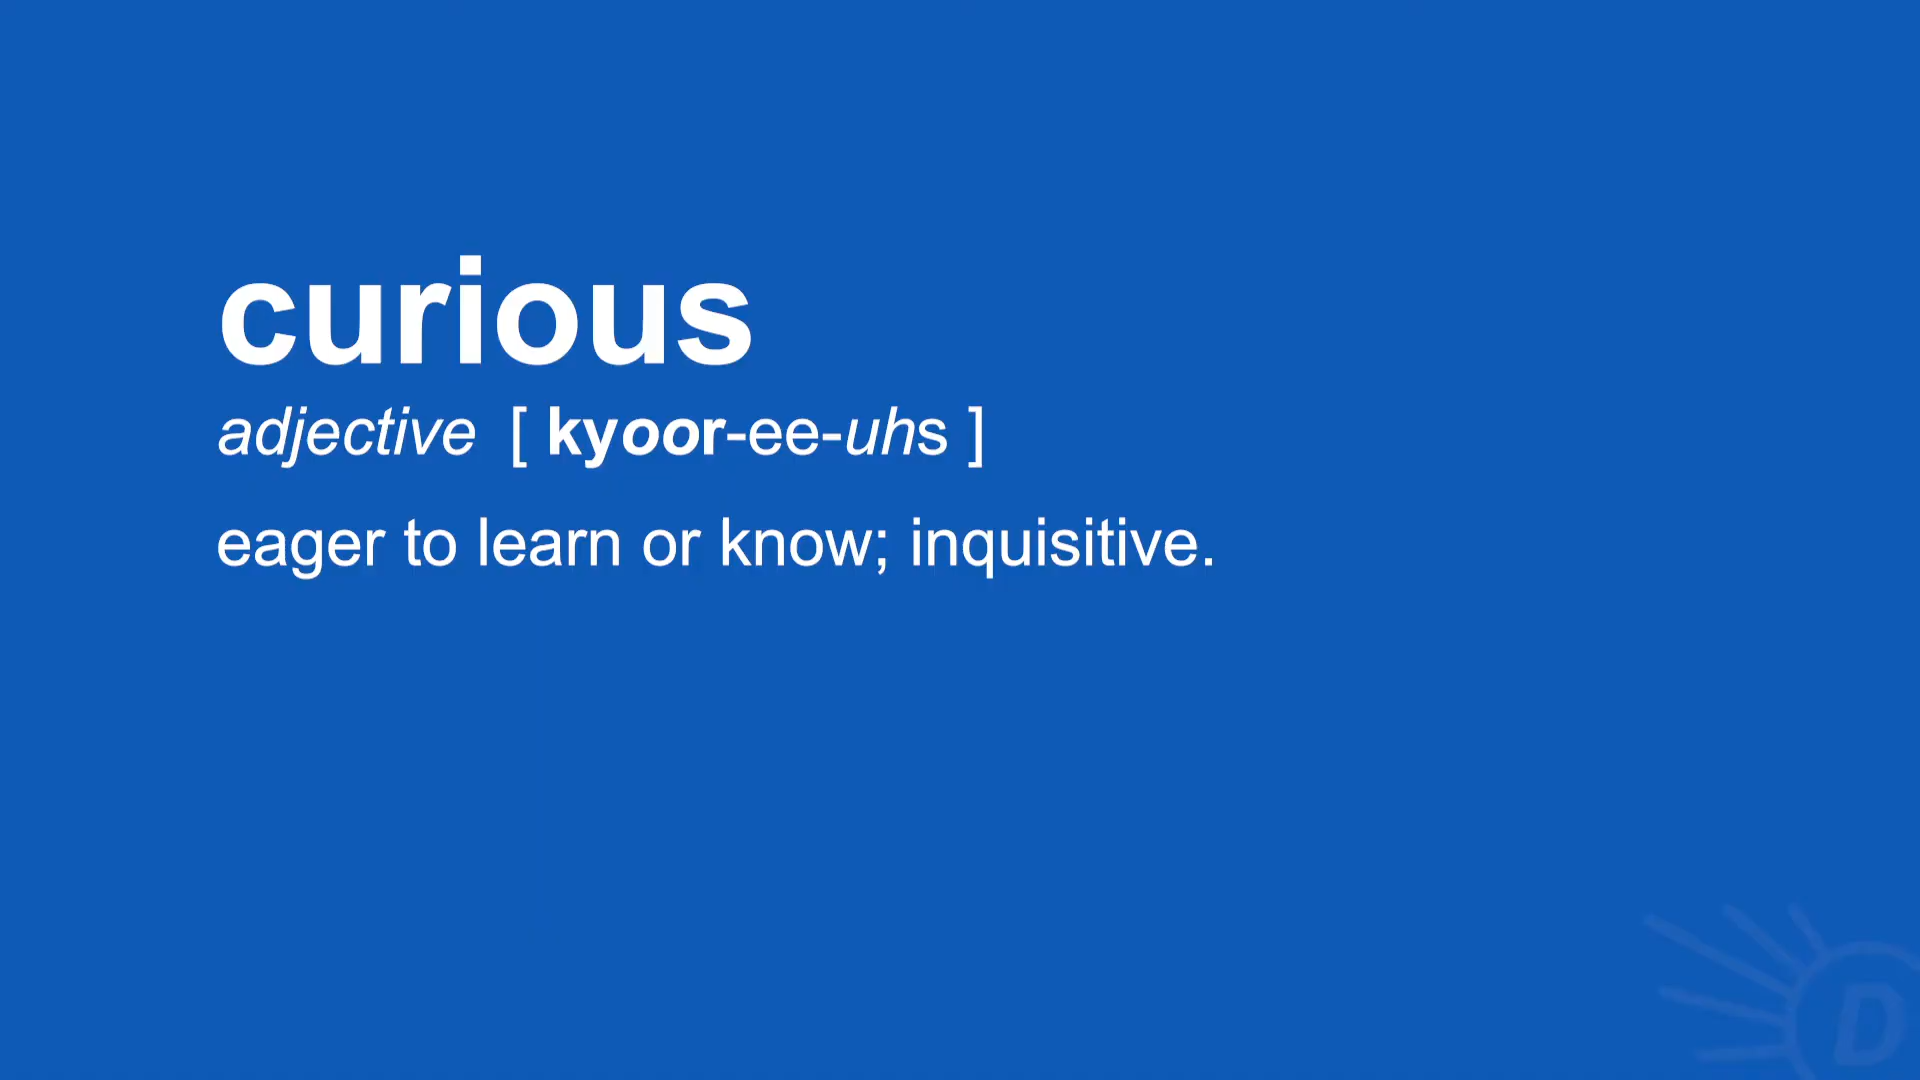 curious
adjective [ kyoor-ee-uhs ]
eager to learn or know; inquisitive.
D